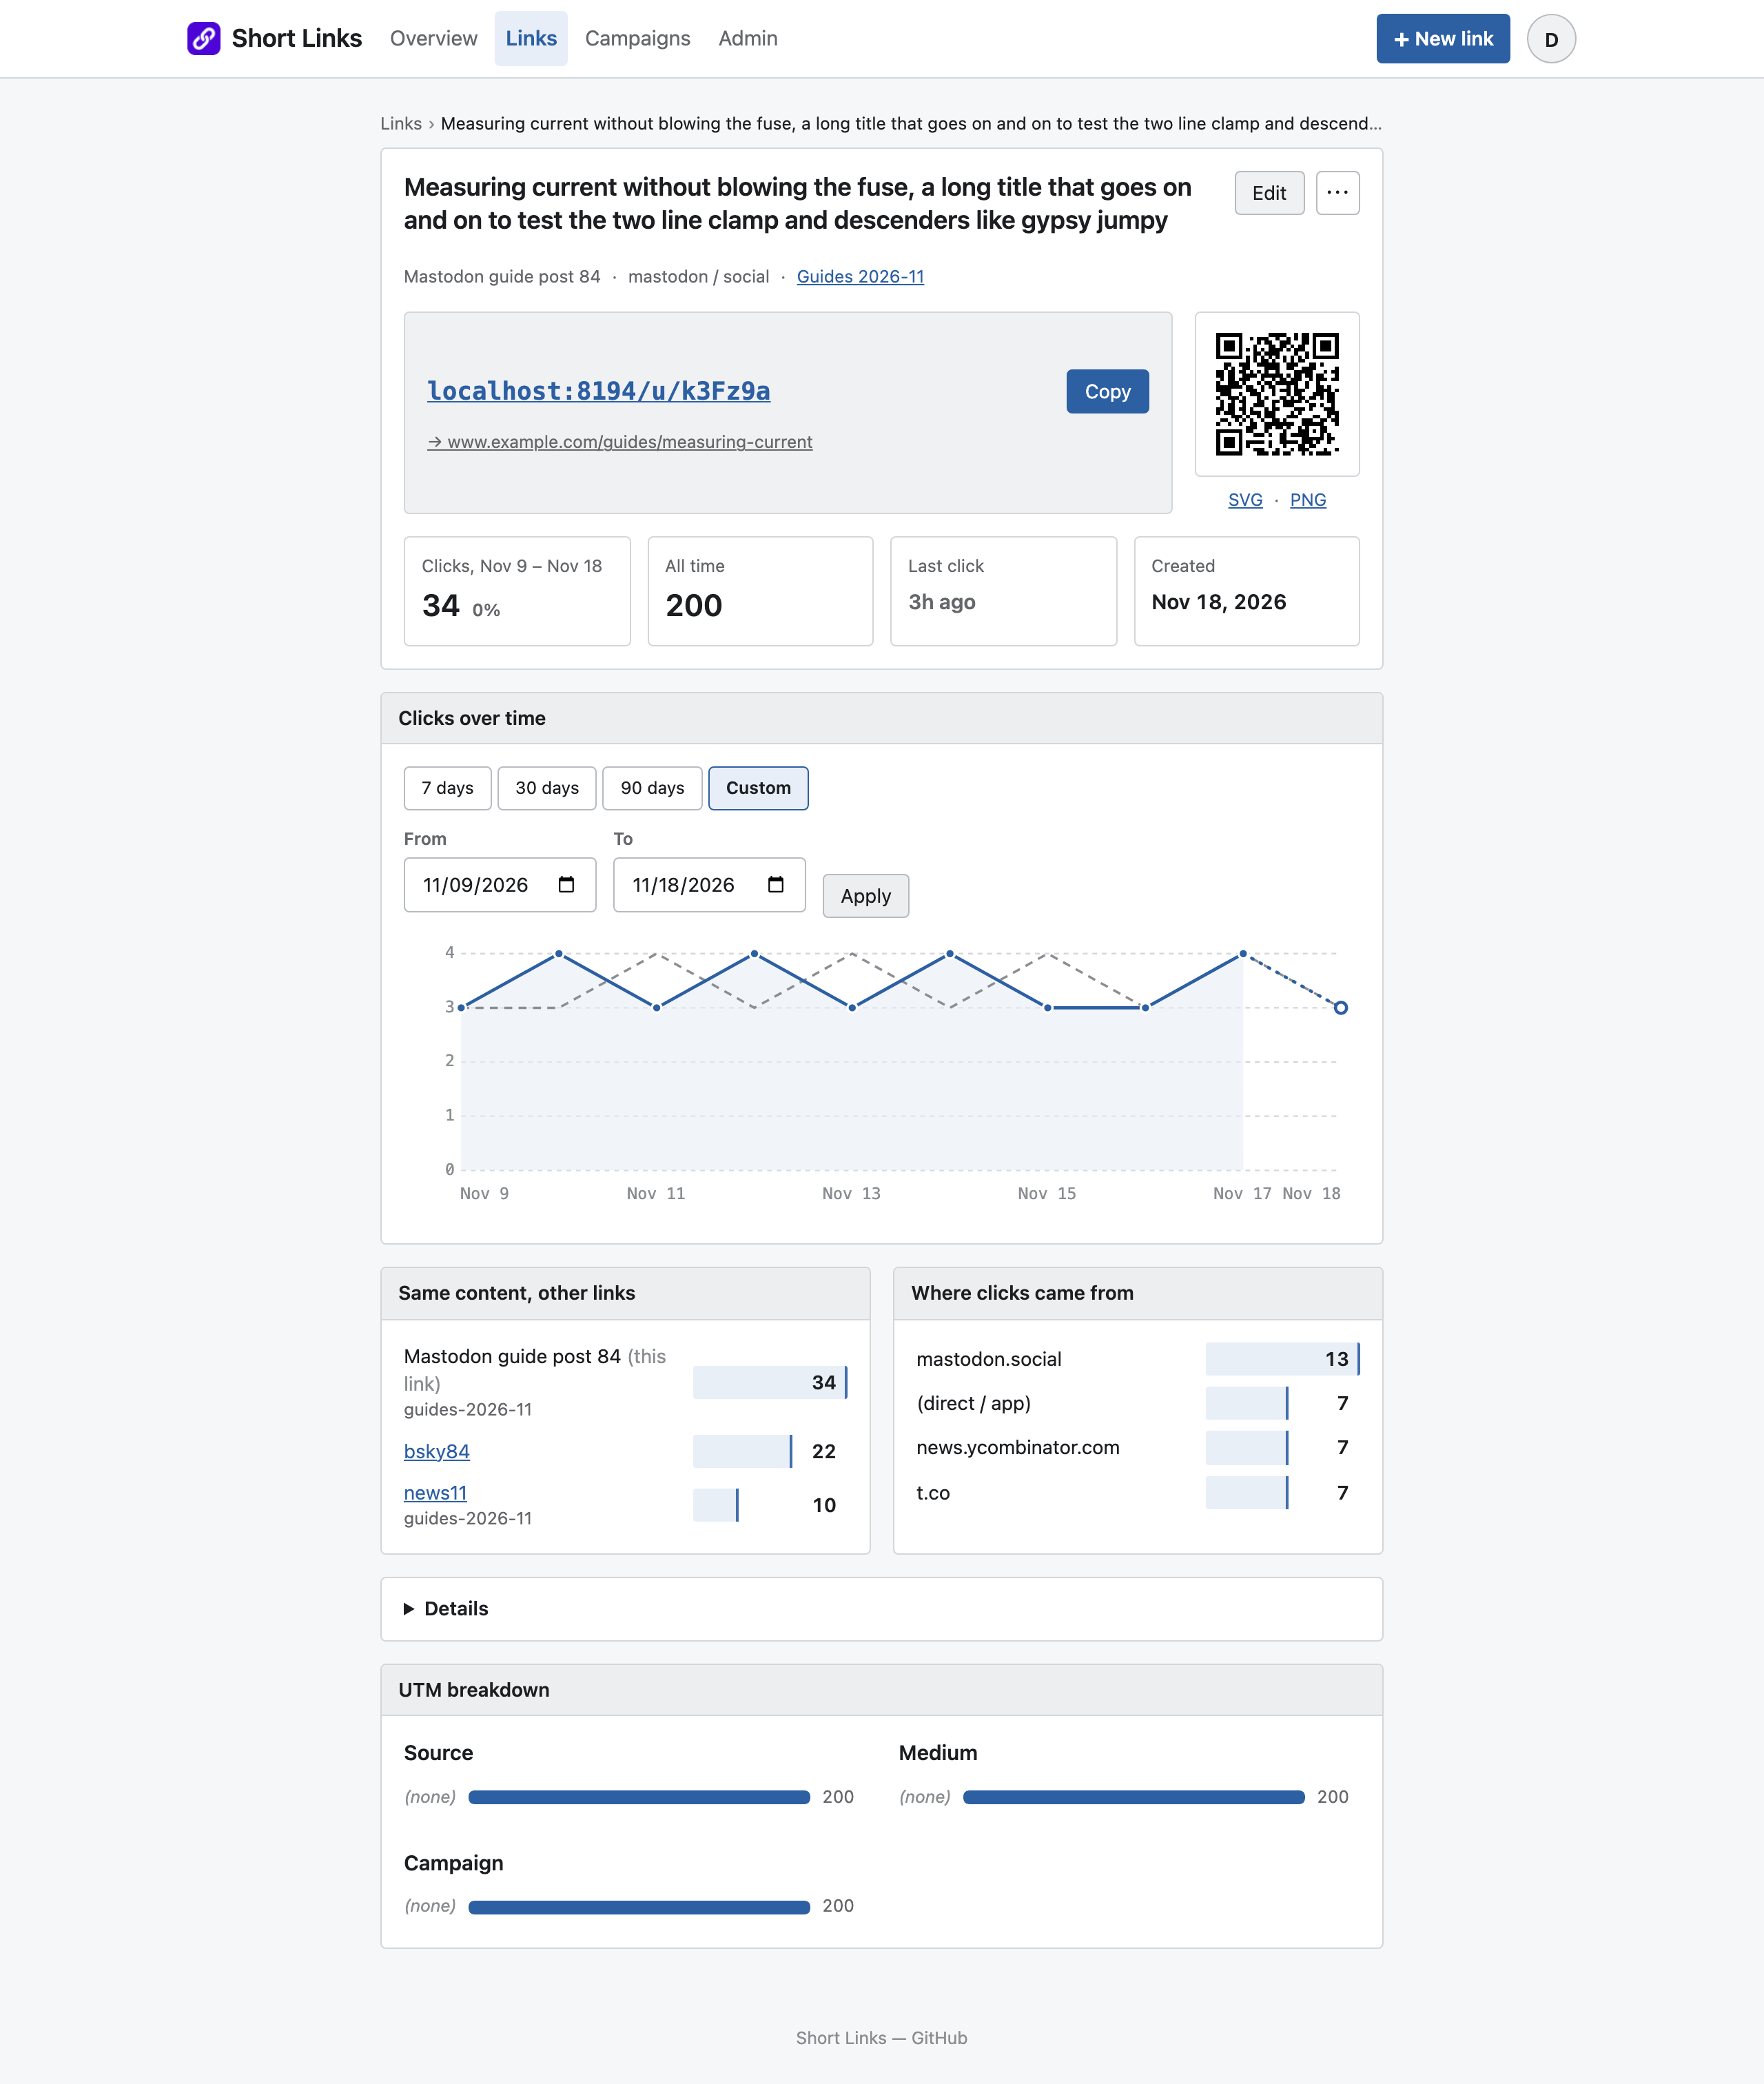 Short Links Overview Links Campaigns Admin + New link D
Links › Measuring current without blowing the fuse, a long title that goes on and on to test the two line clamp and descend...
Measuring current without blowing the fuse, a long title that goes on
and on to test the two line clamp and descenders like gypsy jumpy
Edit ···
Mastodon guide post 84 · mastodon / social · Guides 2026-11
localhost:8194/u/k3Fz9a
Copy
→ www.example.com/guides/measuring-current
SVG · PNG
Clicks, Nov 9 – Nov 18
34 0%
All time
200
Last click
3h ago
Created
Nov 18, 2026
Clicks over time
7 days 30 days 90 days Custom
From To
11/09/2026 11/18/2026 Apply
4
3
2
1
0
Nov 9 Nov 11 Nov 13 Nov 15 Nov 17 Nov 18
Same content, other links
Mastodon guide post 84 (this
link)
guides-2026-11
34
bsky84 22
news11
guides-2026-11
10
Where clicks came from
mastodon.social 13
(direct / app) 7
news.ycombinator.com 7
t.co 7
▶ Details
UTM breakdown
Source
(none) 200
Medium
(none) 200
Campaign
(none) 200
Short Links — GitHub